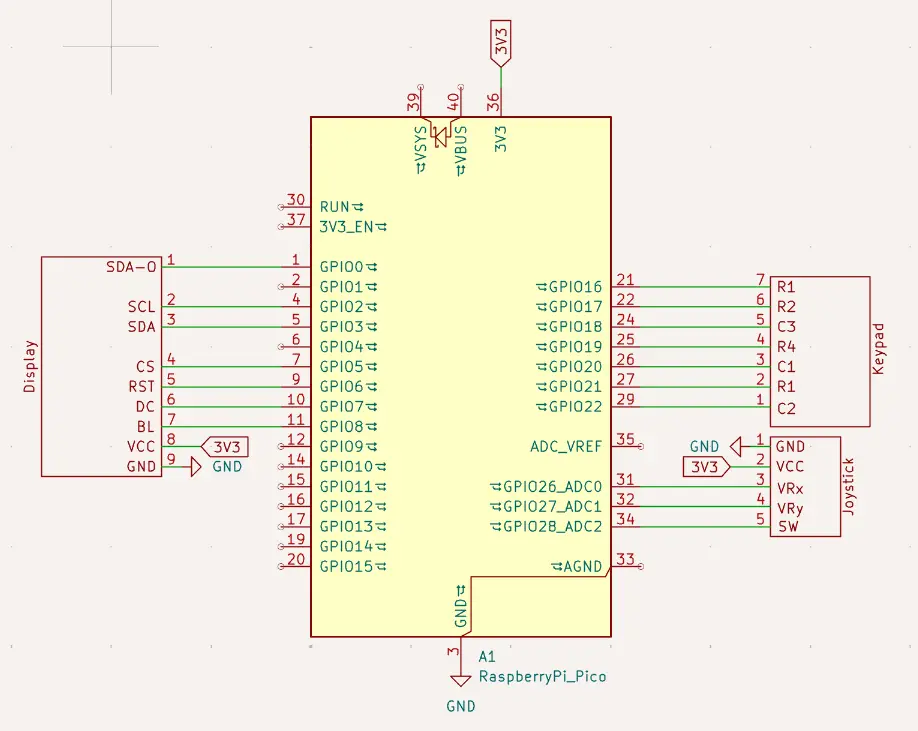 3V3
39
40
36
VSYS
VBUS
3V3
30 RUN
37 3V3_EN
Display
SDA-O 1
SCL 2
SDA 3
CS 4
RST 5
DC 6
BL 7
VCC 8 3V3
GND 9 GND
1 GPIO0
2 GPIO1
4 GPIO2
5 GPIO3
6 GPIO4
7 GPIO5
9 GPIO6
10 GPIO7
11 GPIO8
12 GPIO9
14 GPIO10
15 GPIO11
16 GPIO12
17 GPIO13
19 GPIO14
20 GPIO15
GPIO16 21
GPIO17 22
GPIO18 24
GPIO19 25
GPIO20 26
GPIO21 27
GPIO22 29
ADC_VREF 35
GPIO26_ADC0 31
GPIO27_ADC1 32
GPIO28_ADC2 34
AGND 33
7 R1
6 R2
5 C3
4 R4
3 C1
2 R1
1 C2
Keypad
GND 1 GND
3V3 2 VCC
3 VRx
4 VRy
5 SW
Joystick
GND
3
A1
RaspberryPi_Pico
GND